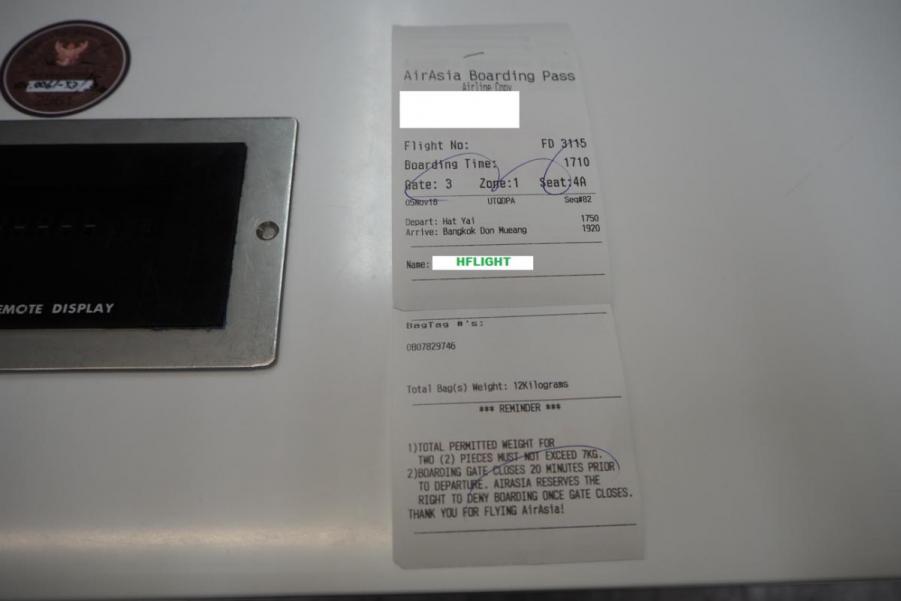 AirAsia Boarding Pass
Airline Copy
Flight No: FD 3115
Boarding Time: 1710
Gate: 3 Zone:1 Seat:4A
05Nov18 UTQDPA Seq#82
Depart: Hat Yai 1750
Arrive: Bangkok Don Mueang 1920
Name: HFLIGHT
BagTag #'s:
0807829746
Total Bag(s) Weight: 12Kilograms
*** REMINDER ***
1)TOTAL PERMITTED WEIGHT FOR
TWO (2) PIECES MUST NOT EXCEED 7KG.
2)BOARDING GATE CLOSES 20 MINUTES PRIOR
TO DEPARTURE. AIRASIA RESERVES THE
RIGHT TO DENY BOARDING ONCE GATE CLOSES.
THANK YOU FOR FLYING AirAsia!
EMOTE DISPLAY